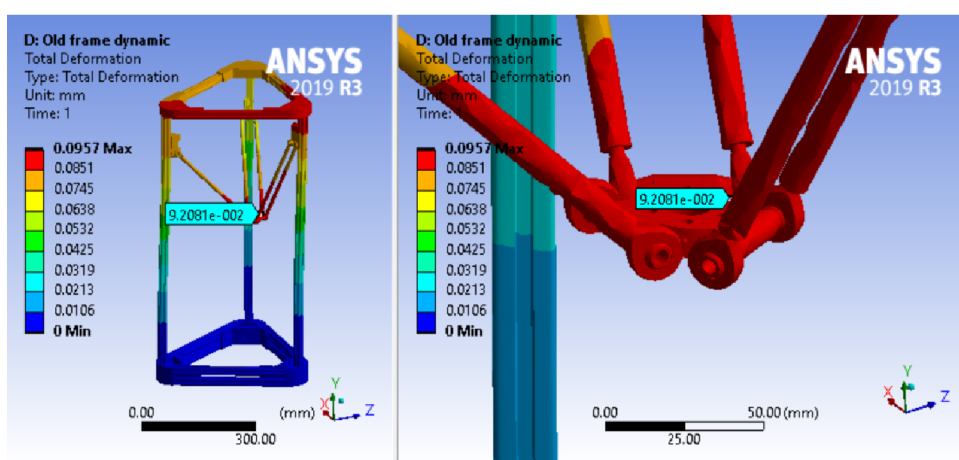 D: Old frame dynamic
Total Deformation
Type: Total Deformation
Unit: mm
Time: 1
ANSYS
2019 R3
0.0957 Max
0.0851
0.0745
0.0638
0.0532
0.0425
0.0319
0.0213
0.0106
0 Min
9.2081e-002
0.00
(mm)
300.00
Y
X
Z
D: Old frame dynamic
Total Deformation
Type: Total Deformation
Unit: mm
ANSYS
2019 R3
0.0957 Max
0.0851
0.0745
0.0638
0.0532
0.0425
0.0319
0.0213
0.0106
0 Min
9.2081e-002
0.00
50.00 (mm)
25.00
Y
X
Z